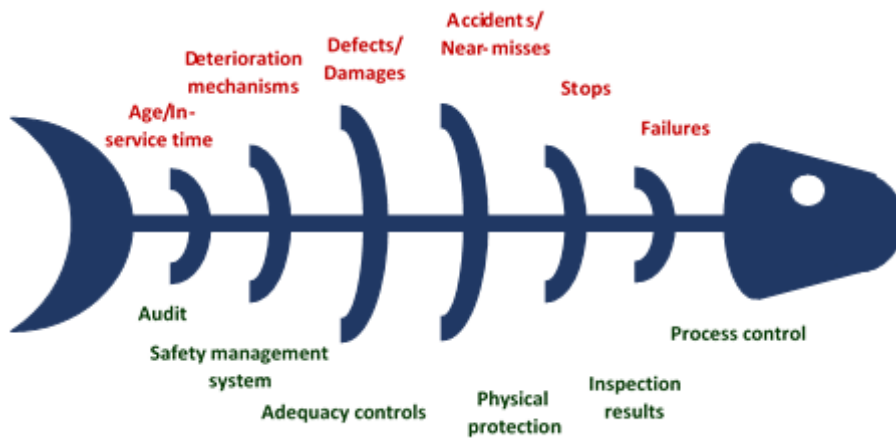 Age/In-
service time
Deterioration
mechanisms
Defects/
Damages
Accidents/
Near-misses
Stops
Failures
Audit
Safety management
system
Adequacy controls
Physical
protection
Inspection
results
Process control